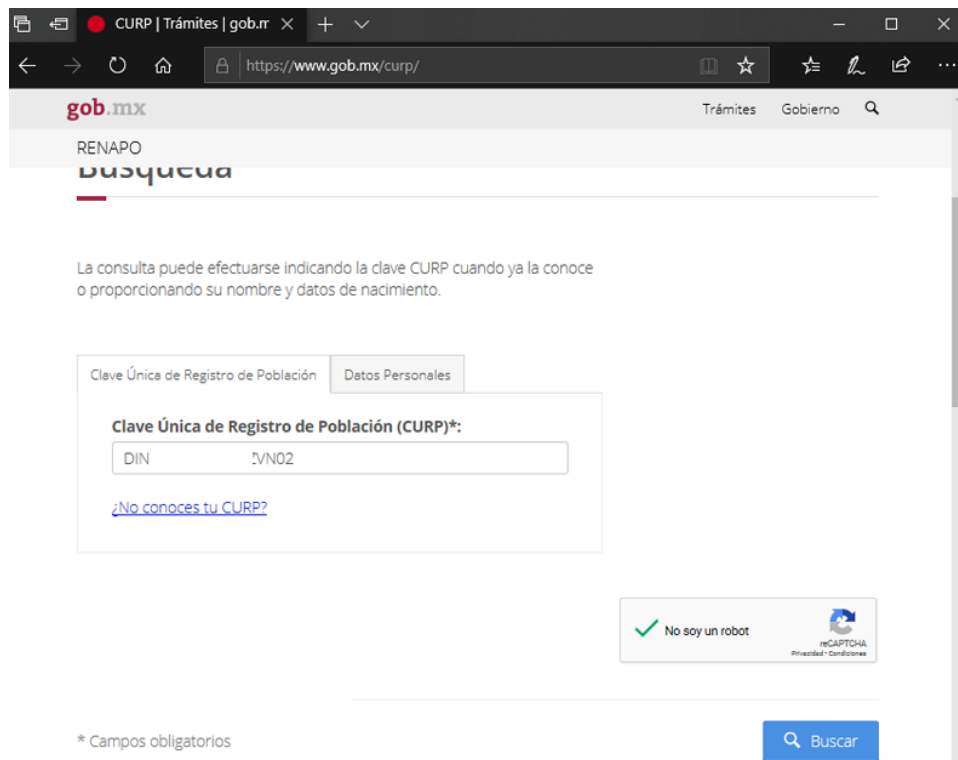 CURP | Trámites | gob.m
https://www.gob.mx/curp/
gob.mx
Trámites
Gobierno
RENAPO
Búsqueda
La consulta puede efectuarse indicando la clave CURP cuando ya la conoce
o proporcionando su nombre y datos de nacimiento.
Clave Única de Registro de Población
Datos Personales
Clave Única de Registro de Población (CURP)*:
DIN VN02
¿No conoces tu CURP?
No soy un robot
reCAPTCHA
Privacidad - Condiciones
* Campos obligatorios
Buscar